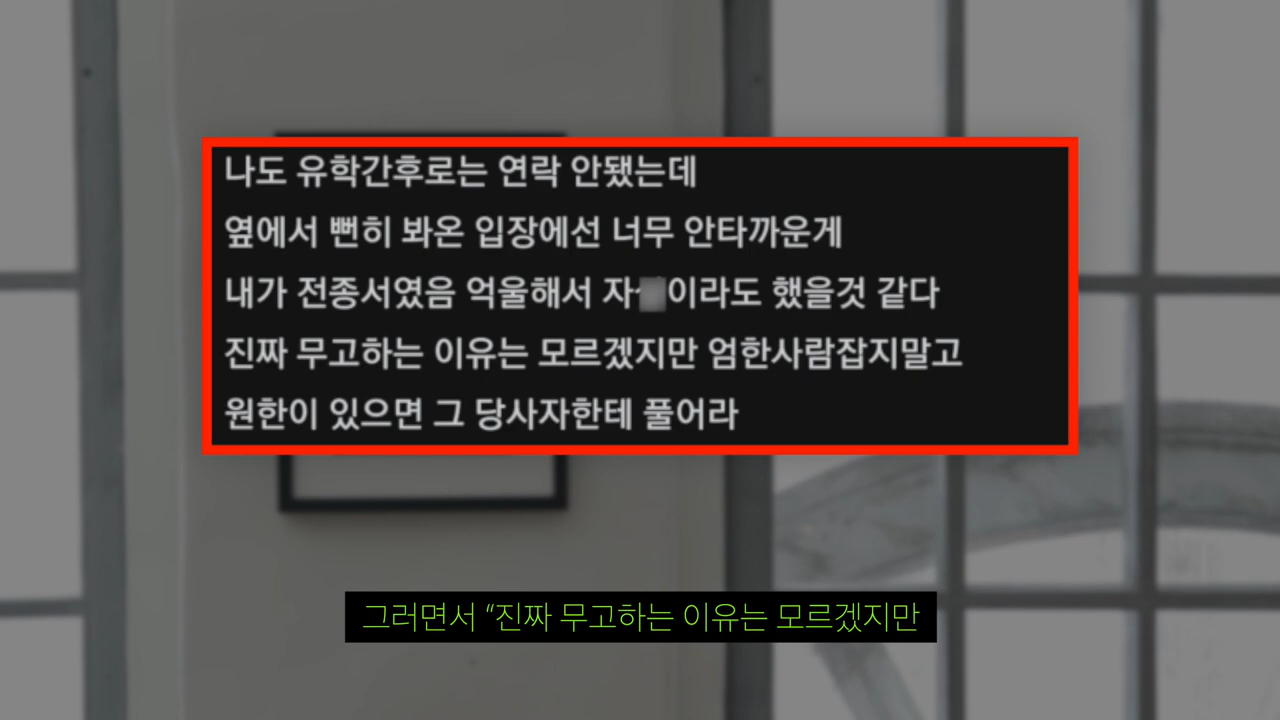 나도 유학간후로는 연락 안됐는데
옆에서 뻔히 봐온 입장에선 너무 안타까운게
내가 전종서였음 억울해서 자 이라도 했을것 같다
진짜 무고하는 이유는 모르겠지만 엄한사람잡지말고
원한이 있으면 그 당사자한테 풀어라
그러면서 “진짜 무고하는 이유는 모르겠지만